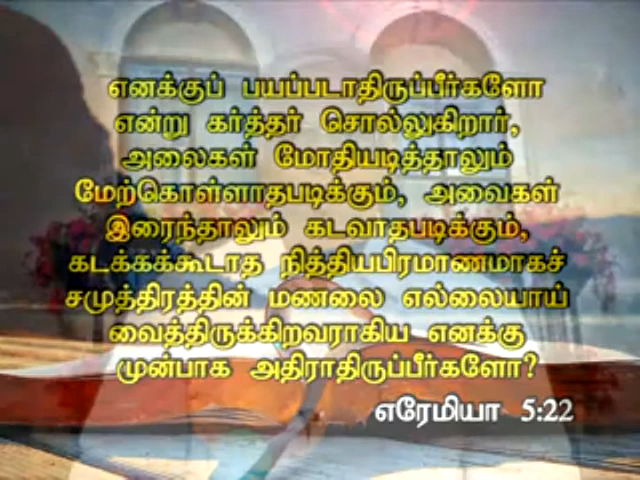 எனக்குப் பயப்படாதிருப்பீர்களோ
என்று கர்த்தர் சொல்லுகிறார்,
அலைகள் மோதியடித்தாலும்
மேற்கொள்ளாதபடிக்கும், அவைகள்
இரைந்தாலும் கடவாதபடிக்கும்,
கடக்கக்கூடாத நித்தியபிரமாணமாகச்
சமுத்திரத்தின் மணலை எல்லையாய்
வைத்திருக்கிறவராகிய எனக்கு
முன்பாக அதிராதிருப்பீர்களோ?
எரேமியா 5:22